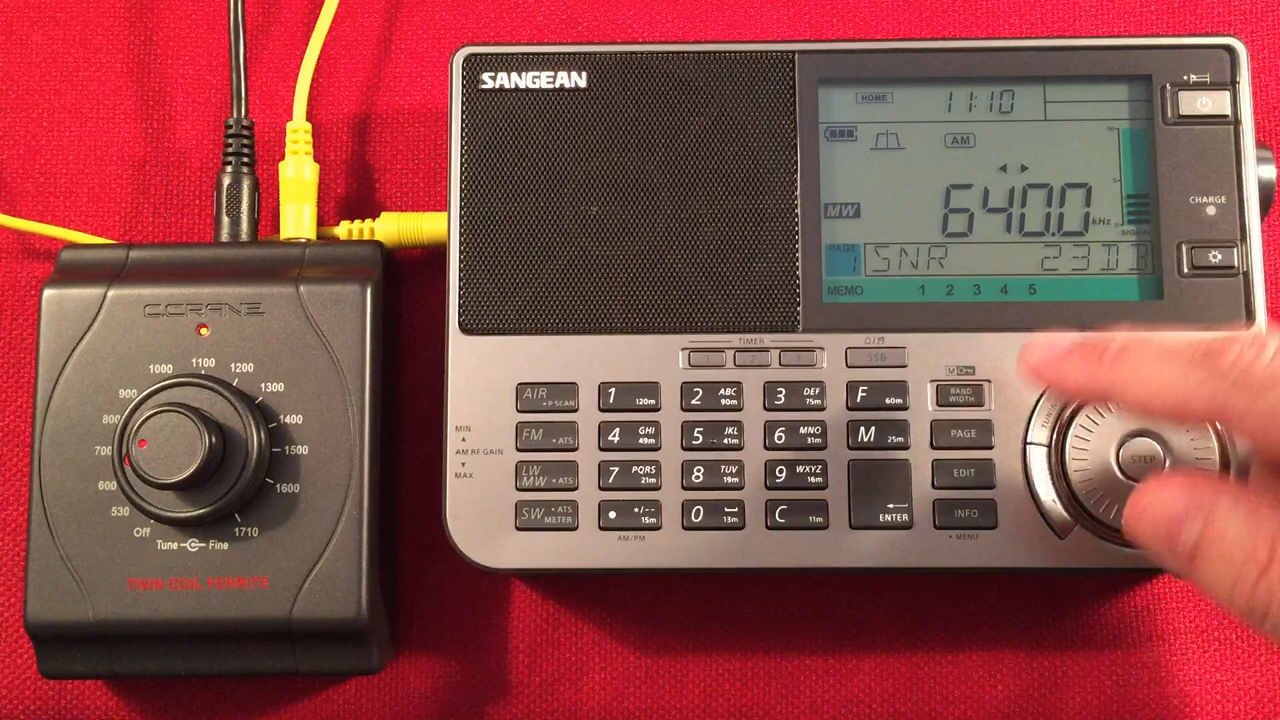 SANGEAN
HOME 11:10
AM
MW 640.0 kHz
10
5
0
SIGNAL
PAGE 1 SNR 23DB
MEMO 1 2 3 4 5
CHARGE
TIMER
1 2 3
SSB
AIR • P.SCAN
1 120m
2 ABC 90m
3 DEF 75m
F 60m
BAND WIDTH
FM • ATS
4 GHI 49m
5 JKL 41m
6 MNO 31m
M 25m
PAGE
MIN.
AM RF GAIN
MAX.
LW MW • ATS
7 PQRS 21m
8 TUV 19m
9 WXYZ 16m
EDIT
SW • ATS METER
• */-- 15m
0 13m
C 11m
ENTER
INFO
AM/PM
• MENU
STEP
C.CRANE
530 600 700 800 900 1000 1100 1200 1300 1400 1500 1600 1710
Off
Tune Fine
TWIN COIL FERRITE